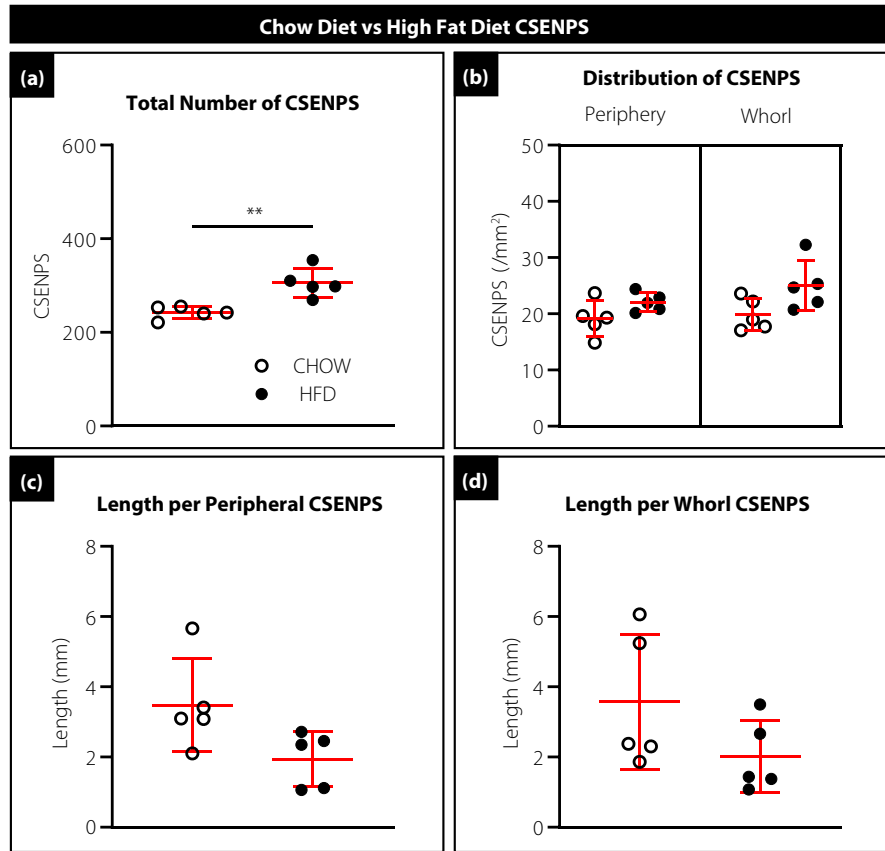 Chow Diet vs High Fat Diet CSENPS
(a)
Total Number of CSENPS
600
400
200
0
CSENPS
**
CHOW
HFD
(b)
Distribution of CSENPS
Periphery Whorl
50
40
30
20
10
0
CSENPS (/mm²)
(c)
Length per Peripheral CSENPS
8
6
4
2
0
Length (mm)
(d)
Length per Whorl CSENPS
8
6
4
2
0
Length (mm)